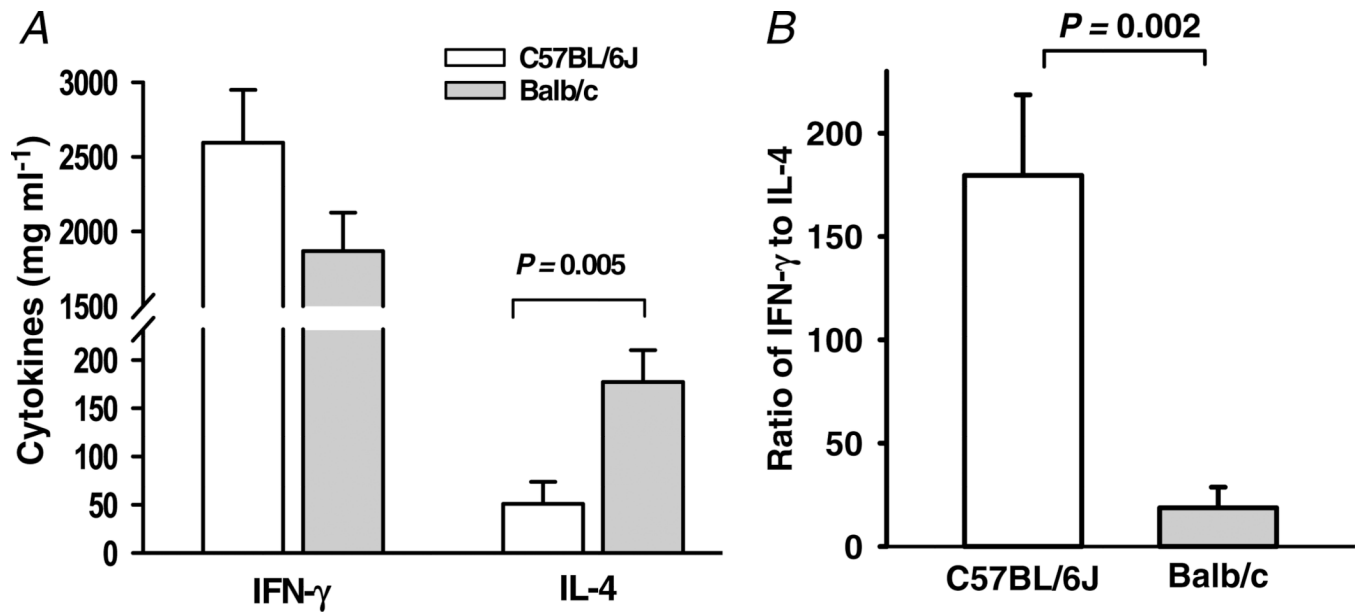 A
C57BL/6J
Balb/c
Cytokines (mg ml⁻¹)
3000
2500
2000
1500
200
150
100
50
0
P = 0.005
IFN-γ
IL-4
B
P = 0.002
Ratio of IFN-γ to IL-4
200
150
100
50
0
C57BL/6J
Balb/c